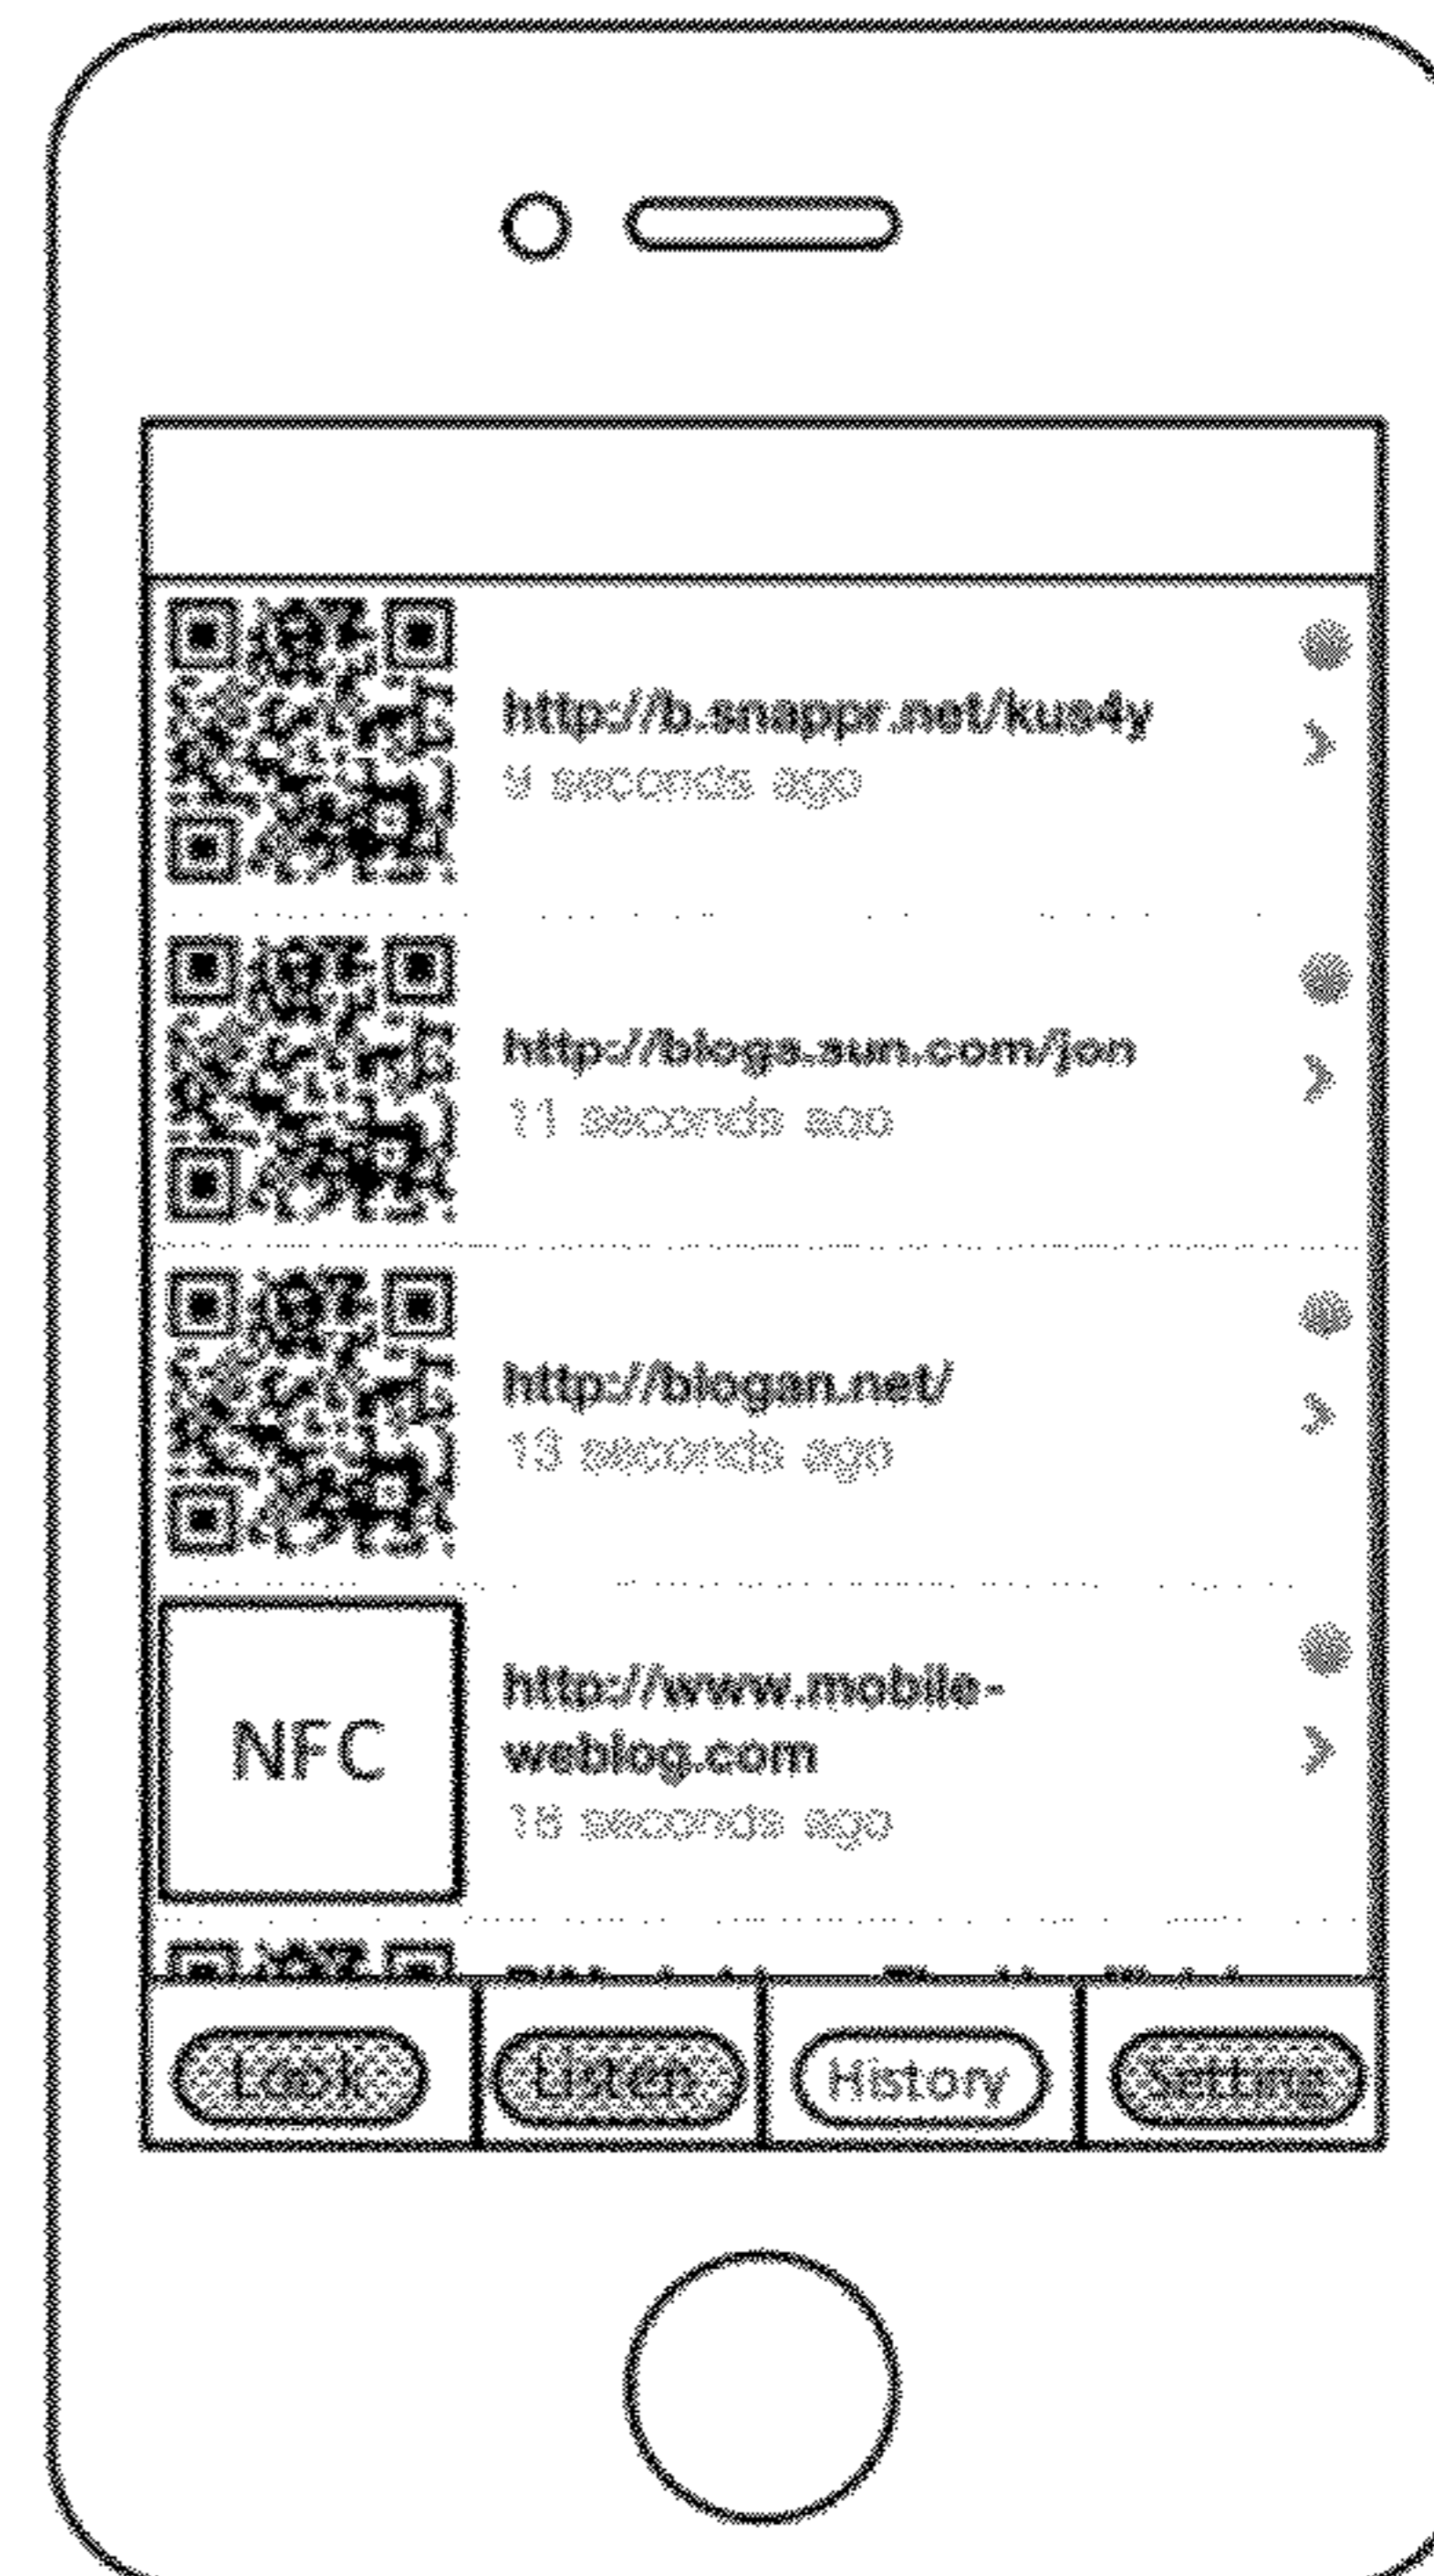 http://b.snappr.net/kus4y
9 seconds ago
http://blogs.sun.com/jon
11 seconds ago
http://blogan.net/
13 seconds ago
NFC
http://www.mobile-
weblog.com
16 seconds ago
Look
Listen
History
Setting